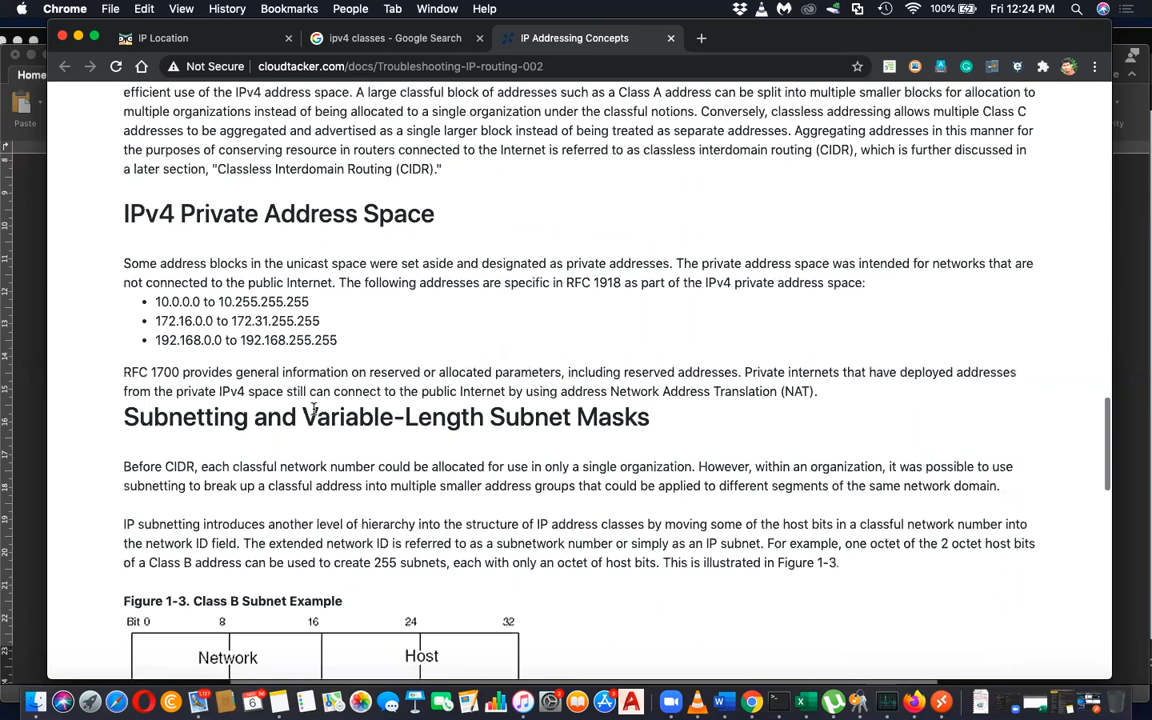 Chrome File Edit View History Bookmarks People Tab Window Help 100% Fri 12:24 PM
IP Location ipv4 classes - Google Search IP Addressing Concepts
Home
Not Secure cloudtacker.com/docs/Troubleshooting-IP-routing-002
Paste
efficient use of the IPv4 address space. A large classful block of addresses such as a Class A address can be split into multiple smaller blocks for allocation to
multiple organizations instead of being allocated to a single organization under the classful notions. Conversely, classless addressing allows multiple Class C
addresses to be aggregated and advertised as a single larger block instead of being treated as separate addresses. Aggregating addresses in this manner for
the purposes of conserving resource in routers connected to the Internet is referred to as classless interdomain routing (CIDR), which is further discussed in
a later section, "Classless Interdomain Routing (CIDR)."
IPv4 Private Address Space
Some address blocks in the unicast space were set aside and designated as private addresses. The private address space was intended for networks that are
not connected to the public Internet. The following addresses are specific in RFC 1918 as part of the IPv4 private address space:
• 10.0.0.0 to 10.255.255.255
• 172.16.0.0 to 172.31.255.255
• 192.168.0.0 to 192.168.255.255
RFC 1700 provides general information on reserved or allocated parameters, including reserved addresses. Private internets that have deployed addresses
from the private IPv4 space still can connect to the public Internet by using address Network Address Translation (NAT).
Subnetting and Variable-Length Subnet Masks
Before CIDR, each classful network number could be allocated for use in only a single organization. However, within an organization, it was possible to use
subnetting to break up a classful address into multiple smaller address groups that could be applied to different segments of the same network domain.
IP subnetting introduces another level of hierarchy into the structure of IP address classes by moving some of the host bits in a classful network number into
the network ID field. The extended network ID is referred to as a subnetwork number or simply as an IP subnet. For example, one octet of the 2 octet host bits
of a Class B address can be used to create 255 subnets, each with only an octet of host bits. This is illustrated in Figure 1-3.
Figure 1-3. Class B Subnet Example
Bit 0 8 16 24 32
Network Host